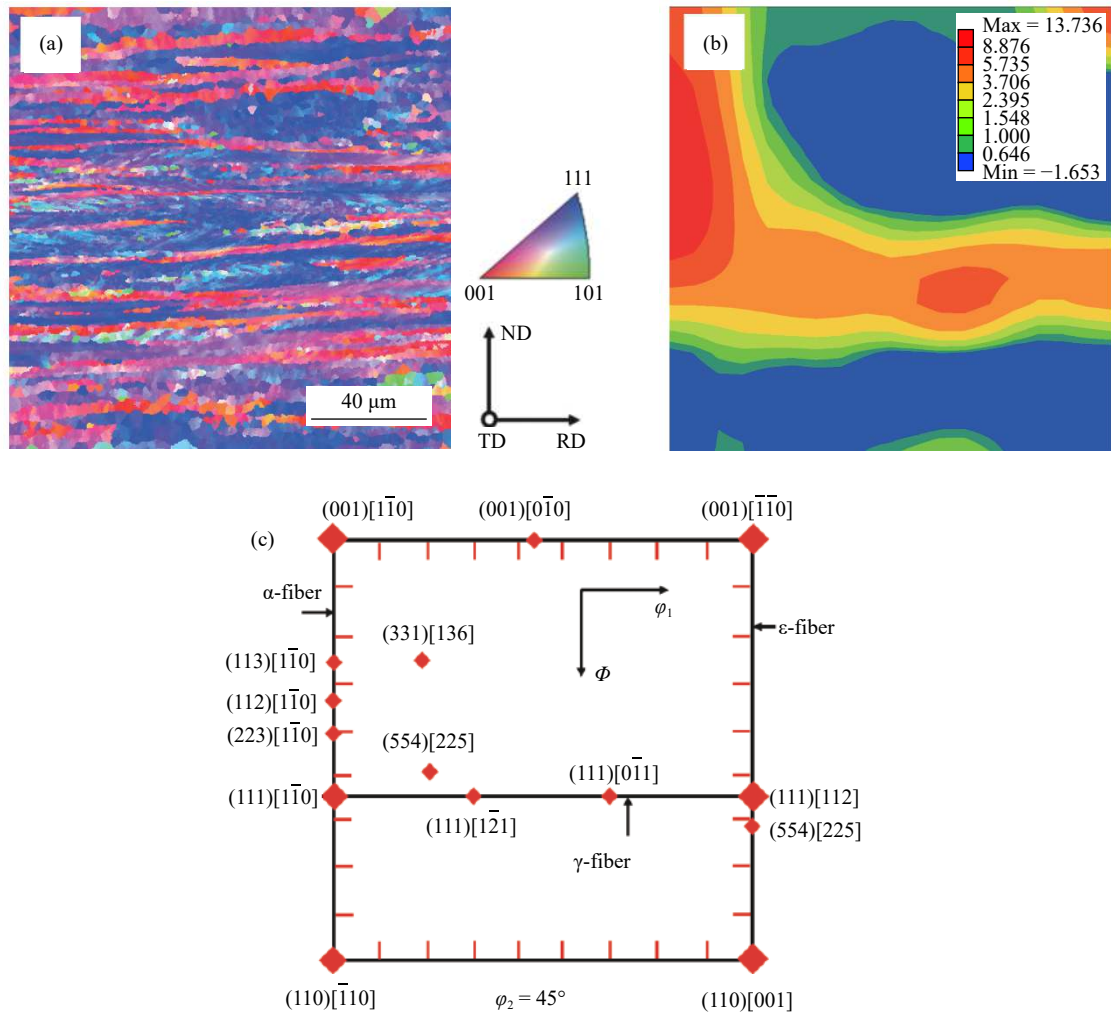 (a)
40 μm
111
001
101
ND
TD
RD
(b)
Max = 13.736
8.876
5.735
3.706
2.395
1.548
1.000
0.646
Min = −1.653
(c)
(001)[11̅0]
(001)[01̅0]
(001)[1̅1̅0]
α-fiber
φ₁
ε-fiber
(331)[136]
(113)[11̅0]
Φ
(112)[11̅0]
(223)[11̅0]
(554)[225]
(111)[01̅1]
(111)[11̅0]
(111)[112]
(111)[12̅1]
(554)[225]
γ-fiber
(110)[1̅10]
φ₂ = 45°
(110)[001]